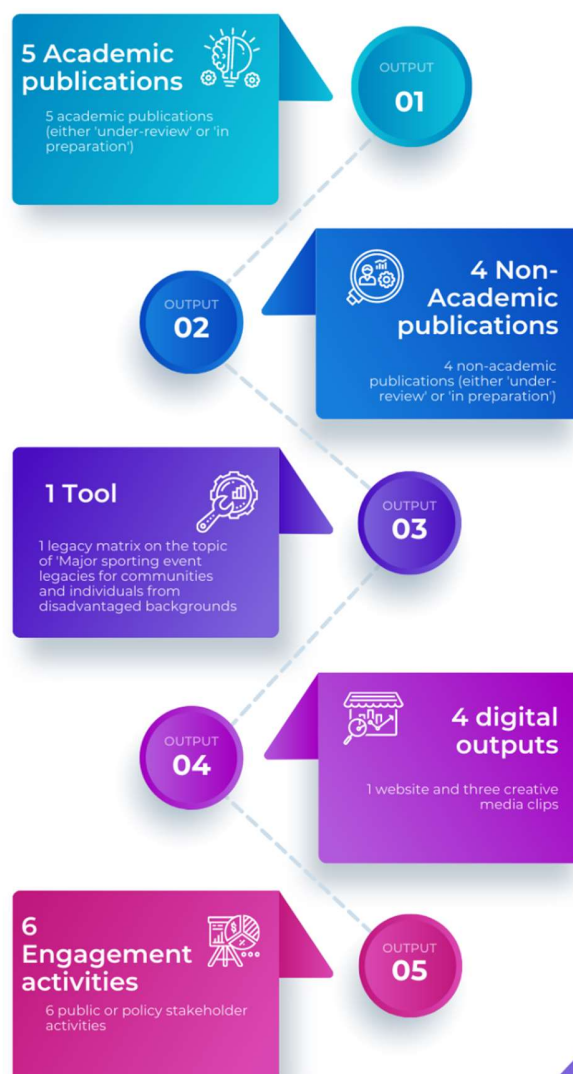 5 Academic
publications
5 academic publications
(either 'under-review' or 'in
preparation')
OUTPUT
01
4 Non-
Academic
publications
4 non-academic
publications (either 'under-
review' or 'in preparation')
OUTPUT
02
1 Tool
1 legacy matrix on the topic
of 'Major sporting event
legacies for communities
and individuals from
disadvantaged backgrounds
OUTPUT
03
4 digital
outputs
1 website and three creative
media clips
OUTPUT
04
6
Engagement
activities
6 public or policy stakeholder
activities
OUTPUT
05